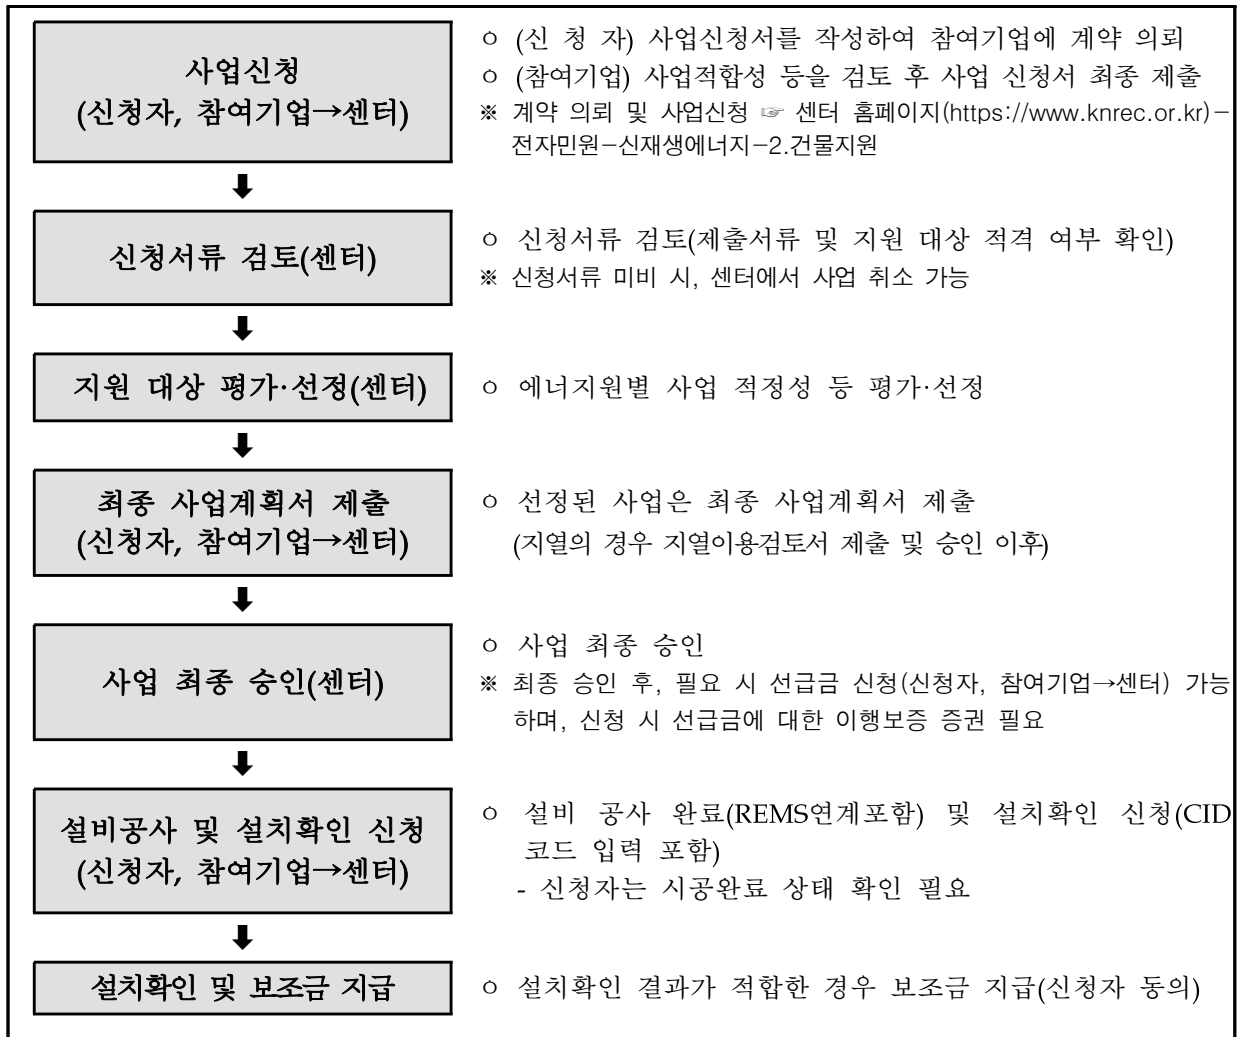 사업신청
(신청자, 참여기업→센터)
ㅇ (신 청 자) 사업신청서를 작성하여 참여기업에 계약 의뢰
ㅇ (참여기업) 사업적합성 등을 검토 후 사업 신청서 최종 제출
※ 계약 의뢰 및 사업신청 ☞ 센터 홈페이지(https://www.knrec.or.kr)-
전자민원-신재생에너지-2.건물지원
신청서류 검토(센터)
ㅇ 신청서류 검토(제출서류 및 지원 대상 적격 여부 확인)
※ 신청서류 미비 시, 센터에서 사업 취소 가능
지원 대상 평가·선정(센터)
ㅇ 에너지원별 사업 적정성 등 평가·선정
최종 사업계획서 제출
(신청자, 참여기업→센터)
ㅇ 선정된 사업은 최종 사업계획서 제출
(지열의 경우 지열이용검토서 제출 및 승인 이후)
사업 최종 승인(센터)
ㅇ 사업 최종 승인
※ 최종 승인 후, 필요 시 선급금 신청(신청자, 참여기업→센터) 가능
하며, 신청 시 선급금에 대한 이행보증 증권 필요
설비공사 및 설치확인 신청
(신청자, 참여기업→센터)
ㅇ 설비 공사 완료(REMS연계포함) 및 설치확인 신청(CID
코드 입력 포함)
- 신청자는 시공완료 상태 확인 필요
설치확인 및 보조금 지급
ㅇ 설치확인 결과가 적합한 경우 보조금 지급(신청자 동의)